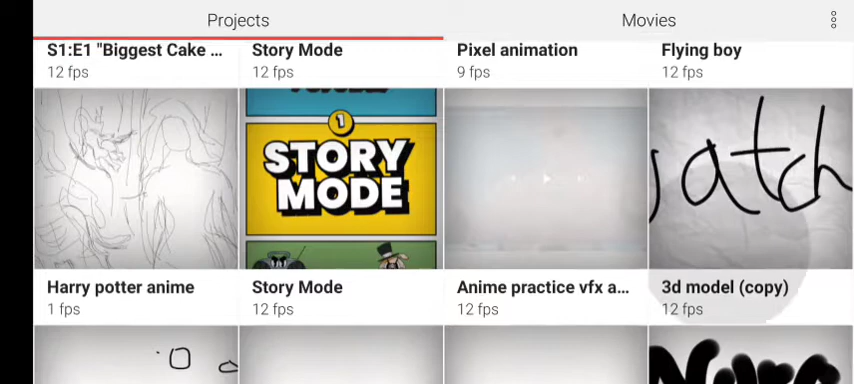 Projects Movies
S1:E1 "Biggest Cake ... Story Mode Pixel animation Flying boy
12 fps 12 fps 9 fps 12 fps
1
STORY
MODE
atch
Harry potter anime Story Mode Anime practice vfx a... 3d model (copy)
1 fps 12 fps 12 fps 12 fps